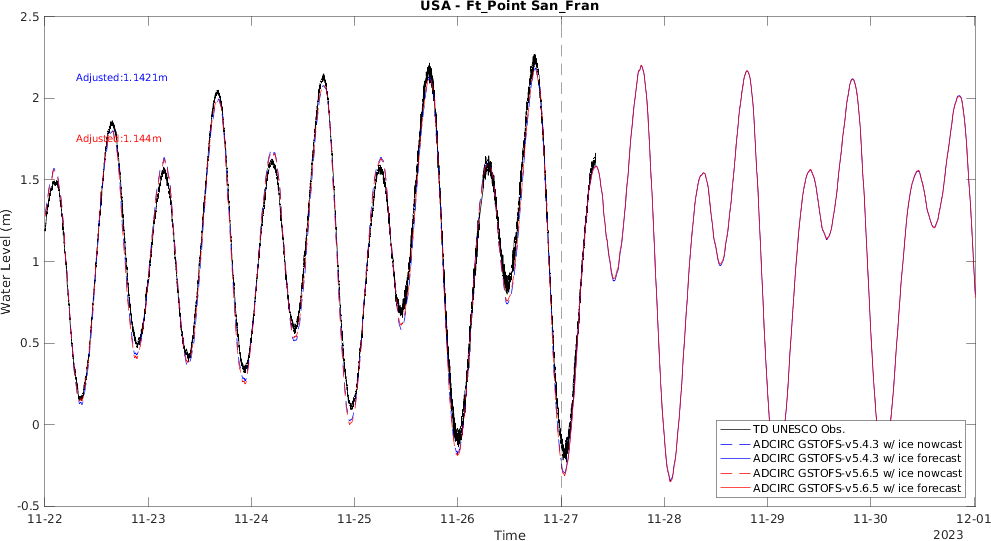 USA - Ft_Point San_Fran
2.5
Adjusted:1.1421m
2
Adjusted:1.144m
1.5
1
Water Level (m)
0.5
0
-0.5
TD UNESCO Obs.
ADCIRC GSTOFS-v5.4.3 w/ ice nowcast
ADCIRC GSTOFS-v5.4.3 w/ ice forecast
ADCIRC GSTOFS-v5.6.5 w/ ice nowcast
ADCIRC GSTOFS-v5.6.5 w/ ice forecast
11-22 11-23 11-24 11-25 11-26 11-27 11-28 11-29 11-30 12-01
Time
2023